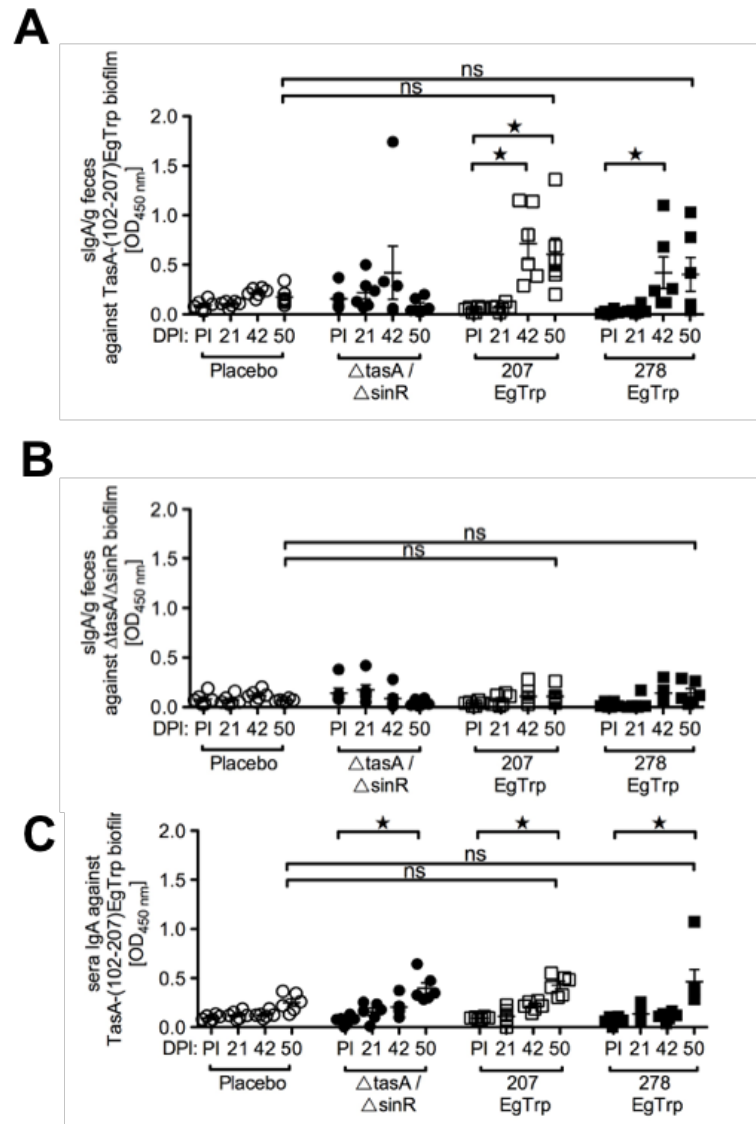 A
ns
ns
sIgA/g feces
against TasA-(102-207)EgTrp biofilm
[OD450 nm]
2.0
1.5
1.0
0.5
0.0
★
★
★
DPI: PI 21 42 50 PI 21 42 50 PI 21 42 50 PI 21 42 50
Placebo
△tasA /
△sinR
207
EgTrp
278
EgTrp
B
sIgA/g feces
against ΔtasA/ΔsinR biofilm
[OD450 nm]
2.0
1.5
1.0
0.5
0.0
ns
ns
DPI: PI 21 42 50 PI 21 42 50 PI 21 42 50 PI 21 42 50
Placebo
△tasA /
△sinR
207
EgTrp
278
EgTrp
C
sera IgA against
TasA-(102-207)EgTrp biofilr
[OD450 nm]
2.0
1.5
1.0
0.5
0.0
★
★
★
ns
ns
DPI: PI 21 42 50 PI 21 42 50 PI 21 42 50 PI 21 42 50
Placebo
△tasA /
△sinR
207
EgTrp
278
EgTrp